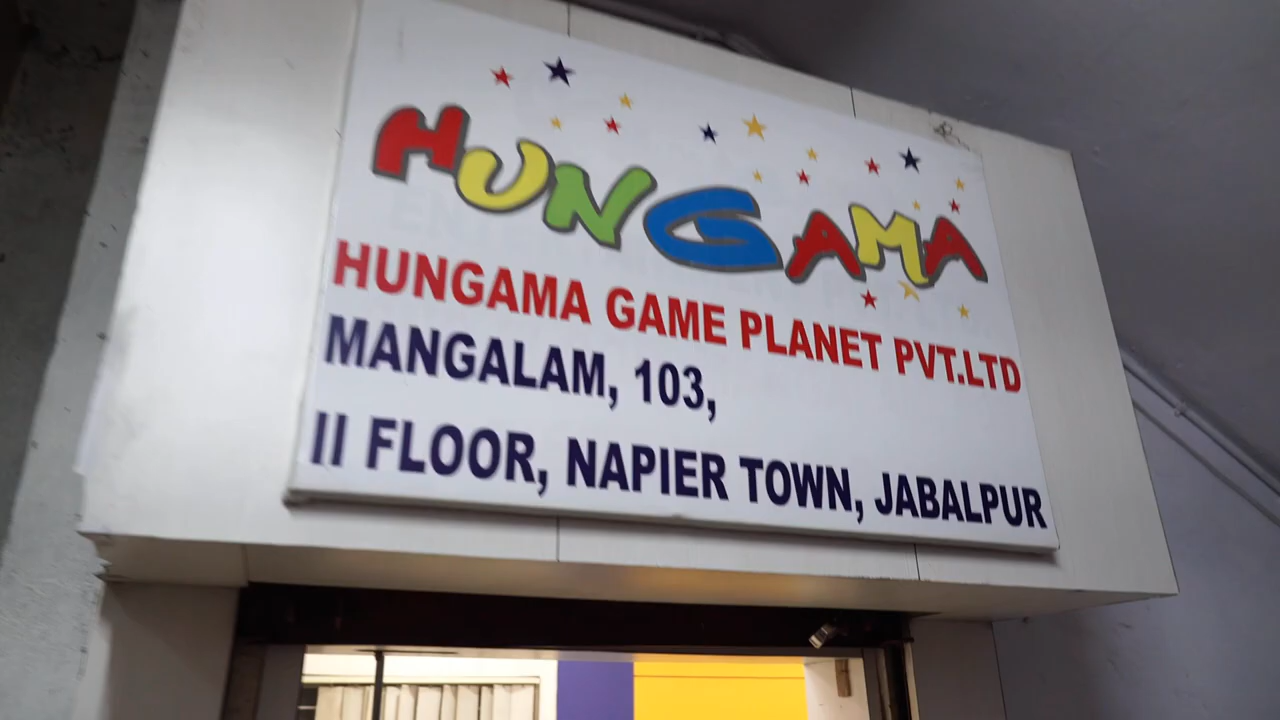 HUNGAMA
HUNGAMA GAME PLANET PVT.LTD
MANGALAM, 103,
II FLOOR, NAPIER TOWN, JABALPUR